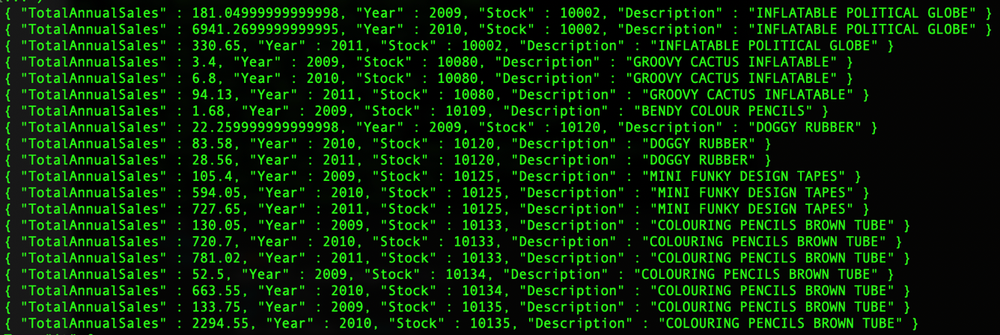 { "TotalAnnualSales" : 181.04999999999998, "Year" : 2009, "Stock" : 10002, "Description" : "INFLATABLE POLITICAL GLOBE" }
{ "TotalAnnualSales" : 6941.2699999999995, "Year" : 2010, "Stock" : 10002, "Description" : "INFLATABLE POLITICAL GLOBE" }
{ "TotalAnnualSales" : 330.65, "Year" : 2011, "Stock" : 10002, "Description" : "INFLATABLE POLITICAL GLOBE" }
{ "TotalAnnualSales" : 3.4, "Year" : 2009, "Stock" : 10080, "Description" : "GROOVY CACTUS INFLATABLE" }
{ "TotalAnnualSales" : 6.8, "Year" : 2010, "Stock" : 10080, "Description" : "GROOVY CACTUS INFLATABLE" }
{ "TotalAnnualSales" : 94.13, "Year" : 2011, "Stock" : 10080, "Description" : "GROOVY CACTUS INFLATABLE" }
{ "TotalAnnualSales" : 1.68, "Year" : 2009, "Stock" : 10109, "Description" : "BENDY COLOUR PENCILS" }
{ "TotalAnnualSales" : 22.259999999999998, "Year" : 2009, "Stock" : 10120, "Description" : "DOGGY RUBBER" }
{ "TotalAnnualSales" : 83.58, "Year" : 2010, "Stock" : 10120, "Description" : "DOGGY RUBBER" }
{ "TotalAnnualSales" : 28.56, "Year" : 2011, "Stock" : 10120, "Description" : "DOGGY RUBBER" }
{ "TotalAnnualSales" : 105.4, "Year" : 2009, "Stock" : 10125, "Description" : "MINI FUNKY DESIGN TAPES" }
{ "TotalAnnualSales" : 594.05, "Year" : 2010, "Stock" : 10125, "Description" : "MINI FUNKY DESIGN TAPES" }
{ "TotalAnnualSales" : 727.65, "Year" : 2011, "Stock" : 10125, "Description" : "MINI FUNKY DESIGN TAPES" }
{ "TotalAnnualSales" : 130.05, "Year" : 2009, "Stock" : 10133, "Description" : "COLOURING PENCILS BROWN TUBE" }
{ "TotalAnnualSales" : 720.7, "Year" : 2010, "Stock" : 10133, "Description" : "COLOURING PENCILS BROWN TUBE" }
{ "TotalAnnualSales" : 781.02, "Year" : 2011, "Stock" : 10133, "Description" : "COLOURING PENCILS BROWN TUBE" }
{ "TotalAnnualSales" : 52.5, "Year" : 2009, "Stock" : 10134, "Description" : "COLOURING PENCILS BROWN TUBE" }
{ "TotalAnnualSales" : 663.55, "Year" : 2010, "Stock" : 10134, "Description" : "COLOURING PENCILS BROWN TUBE" }
{ "TotalAnnualSales" : 133.75, "Year" : 2009, "Stock" : 10135, "Description" : "COLOURING PENCILS BROWN TUBE" }
{ "TotalAnnualSales" : 2294.55, "Year" : 2010, "Stock" : 10135, "Description" : "COLOURING PENCILS BROWN TUBE" }